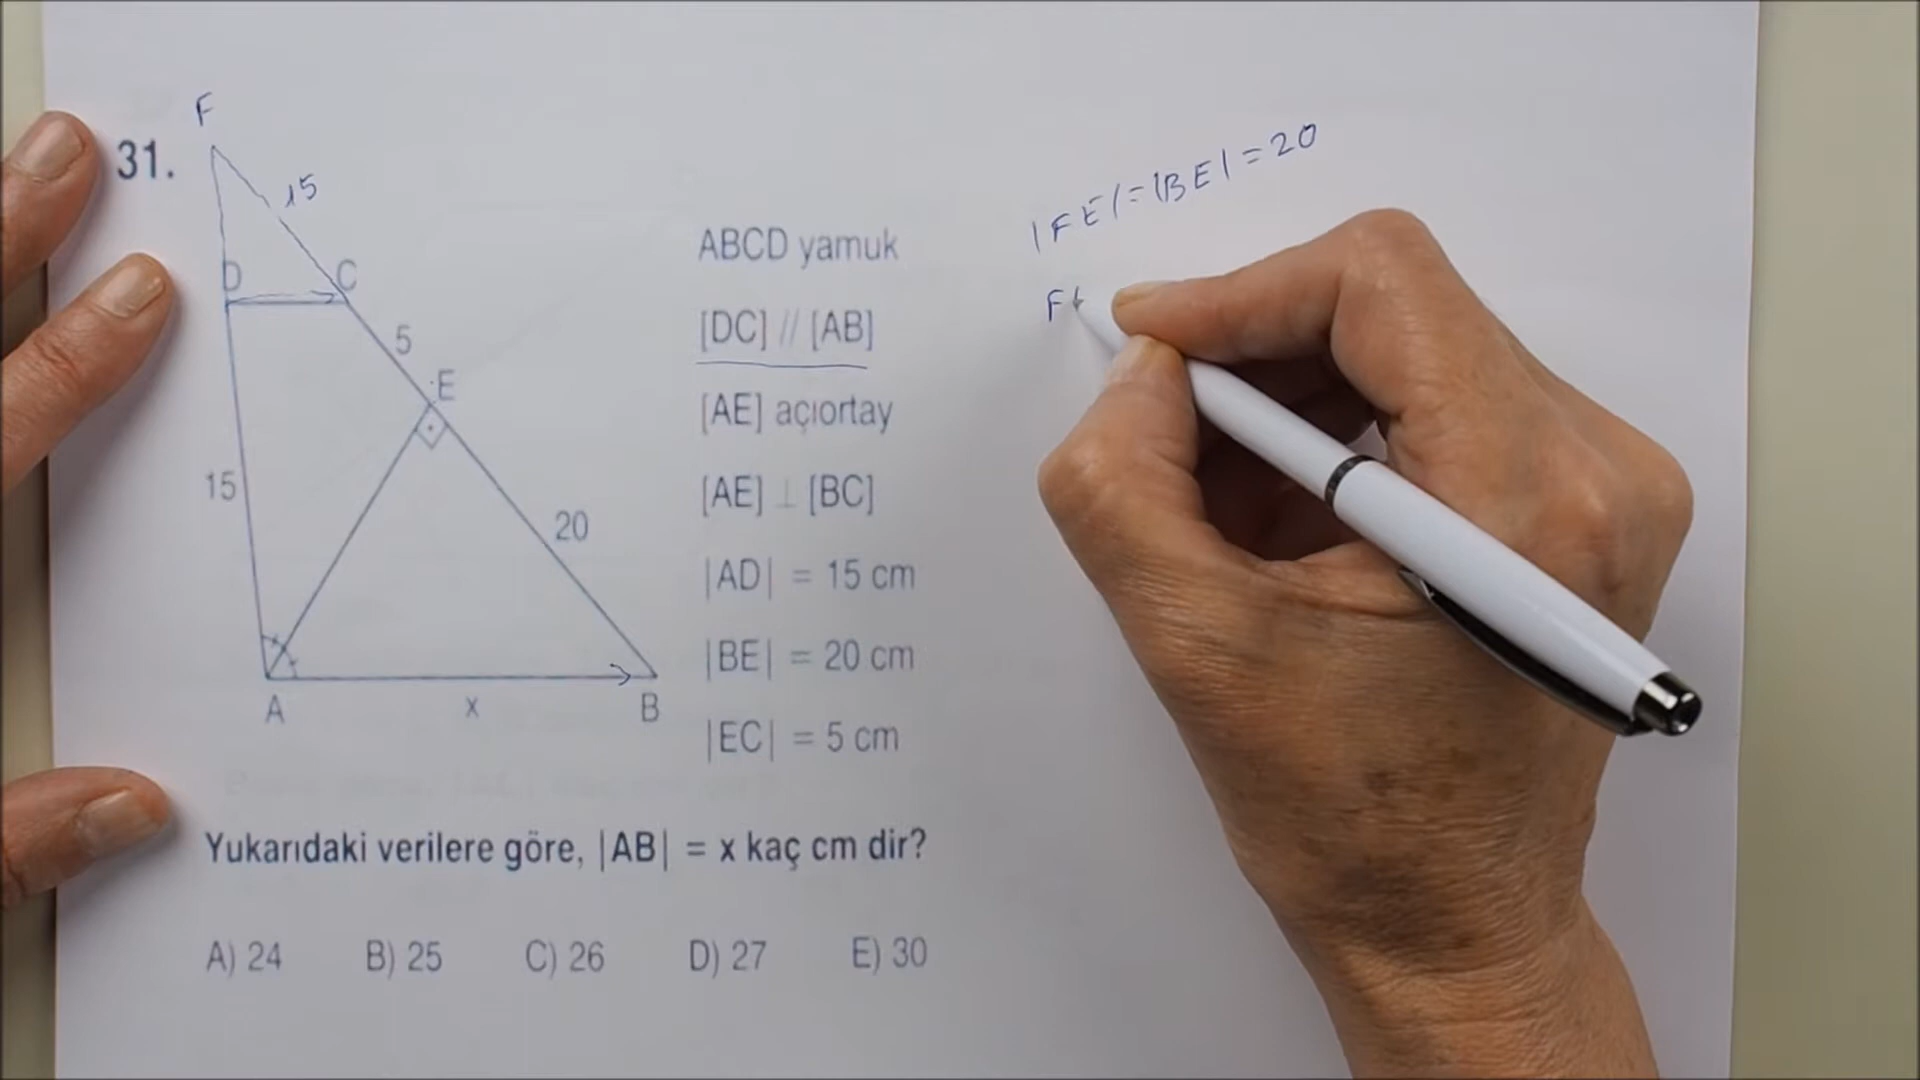 F
31.
15
D
C
5
E
15
20
A
x
B
ABCD yamuk
[DC] // [AB]
[AE] açıortay
[AE] ⊥ [BC]
|AD| = 15 cm
|BE| = 20 cm
|EC| = 5 cm
|FE|=|BE|=20
F
Yukarıdaki verilere göre, |AB| = x kaç cm dir?
A) 24 B) 25 C) 26 D) 27 E) 30